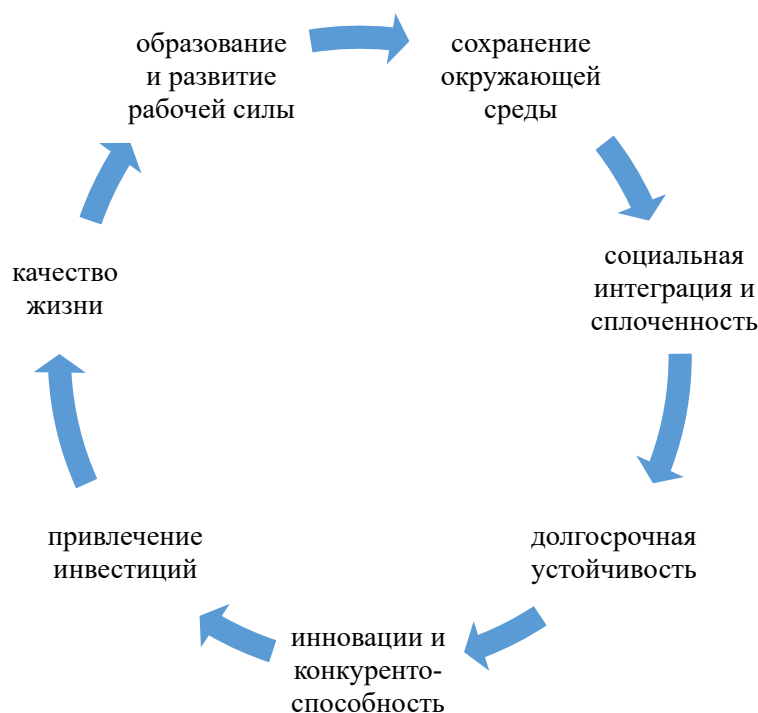 образование
и развитие
рабочей силы
сохранение
окружающей
среды
социальная
интеграция и
сплоченность
долгосрочная
устойчивость
инновации и
конкуренто-
способность
привлечение
инвестиций
качество
жизни